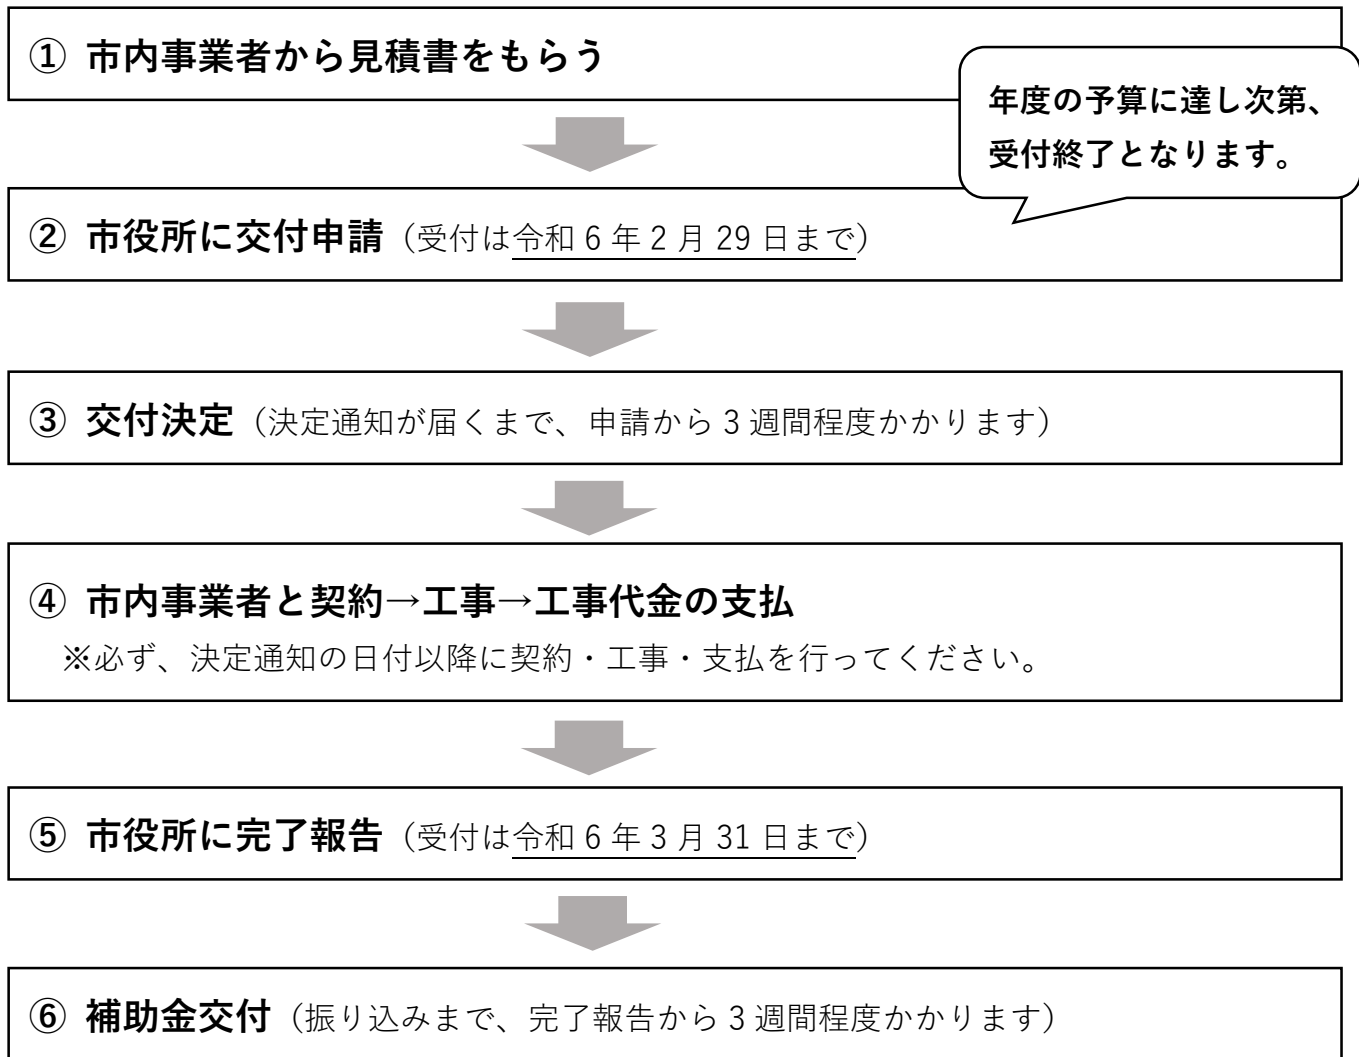 ① 市内事業者から見積書をもらう
年度の予算に達し次第、
受付終了となります。
② 市役所に交付申請（受付は令和 6 年 2 月 29 日まで）
③ 交付決定（決定通知が届くまで、申請から 3 週間程度かかります）
④ 市内事業者と契約→工事→工事代金の支払
※必ず、決定通知の日付以降に契約・工事・支払を行ってください。
⑤ 市役所に完了報告（受付は令和 6 年 3 月 31 日まで）
⑥ 補助金交付（振り込みまで、完了報告から 3 週間程度かかります）